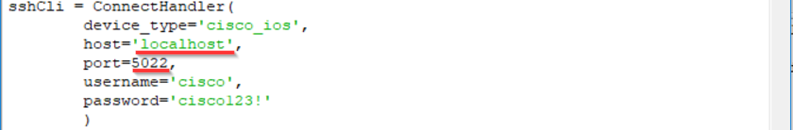 sshCli = ConnectHandler(
device_type='cisco_ios',
host='localhost',
port=5022,
username='cisco',
password='cisco123!'
)